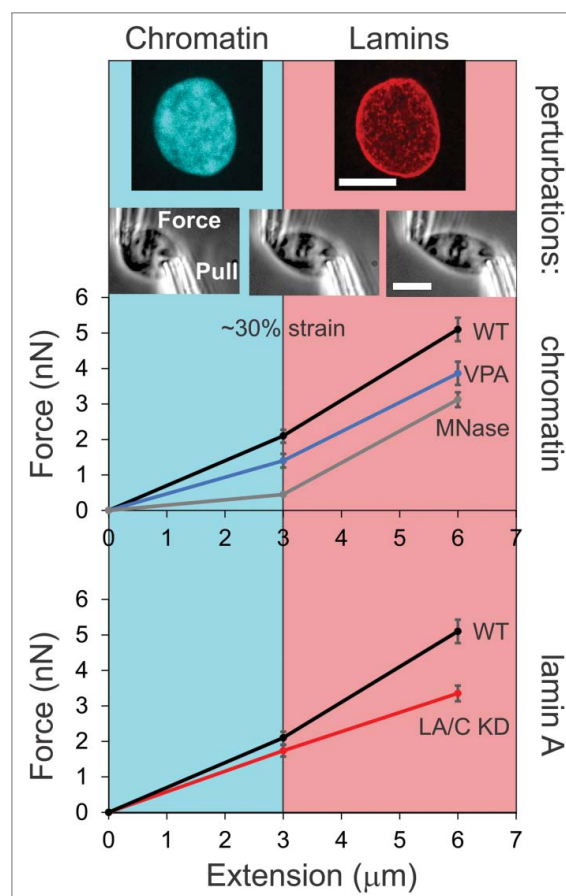 Chromatin Lamins
perturbations:
Force
Pull
6
5
4
3
2
1
0
Force (nN)
~30% strain
WT
VPA
MNase
chromatin
0 1 2 3 4 5 6 7
6
5
4
3
2
1
0
Force (nN)
WT
LA/C KD
lamin A
0 1 2 3 4 5 6 7
Extension (μm)